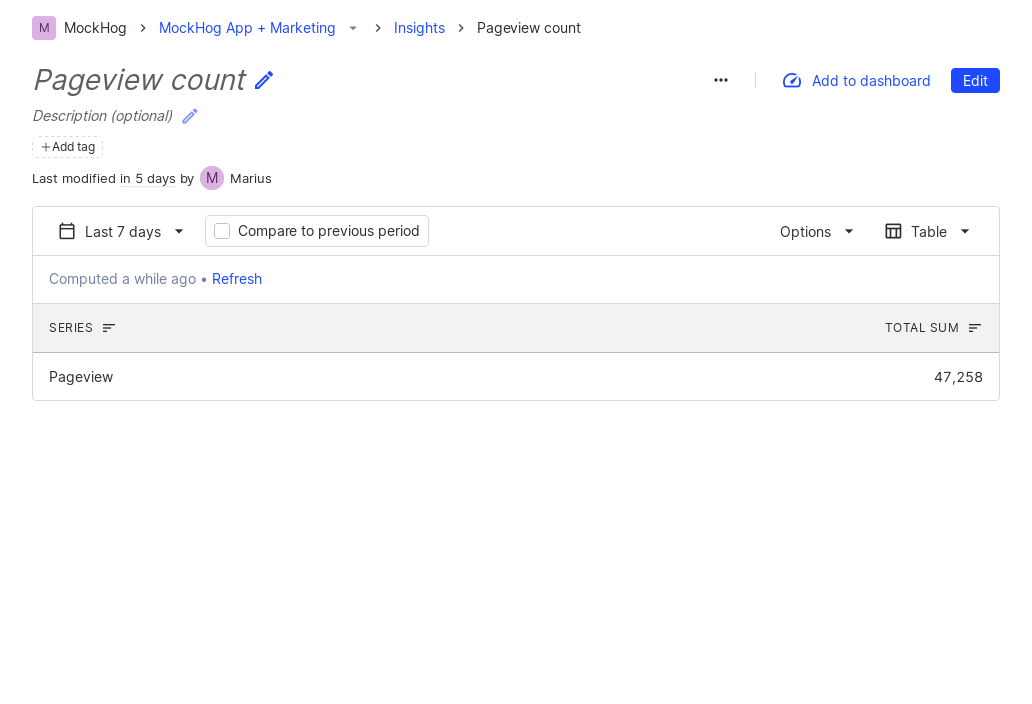 M MockHog MockHog App + Marketing Insights Pageview count
Pageview count
Add to dashboard Edit
Description (optional)
+Add tag
Last modified in 5 days by M Marius
Last 7 days Compare to previous period Options Table
Computed a while ago • Refresh
SERIES TOTAL SUM
Pageview 47,258